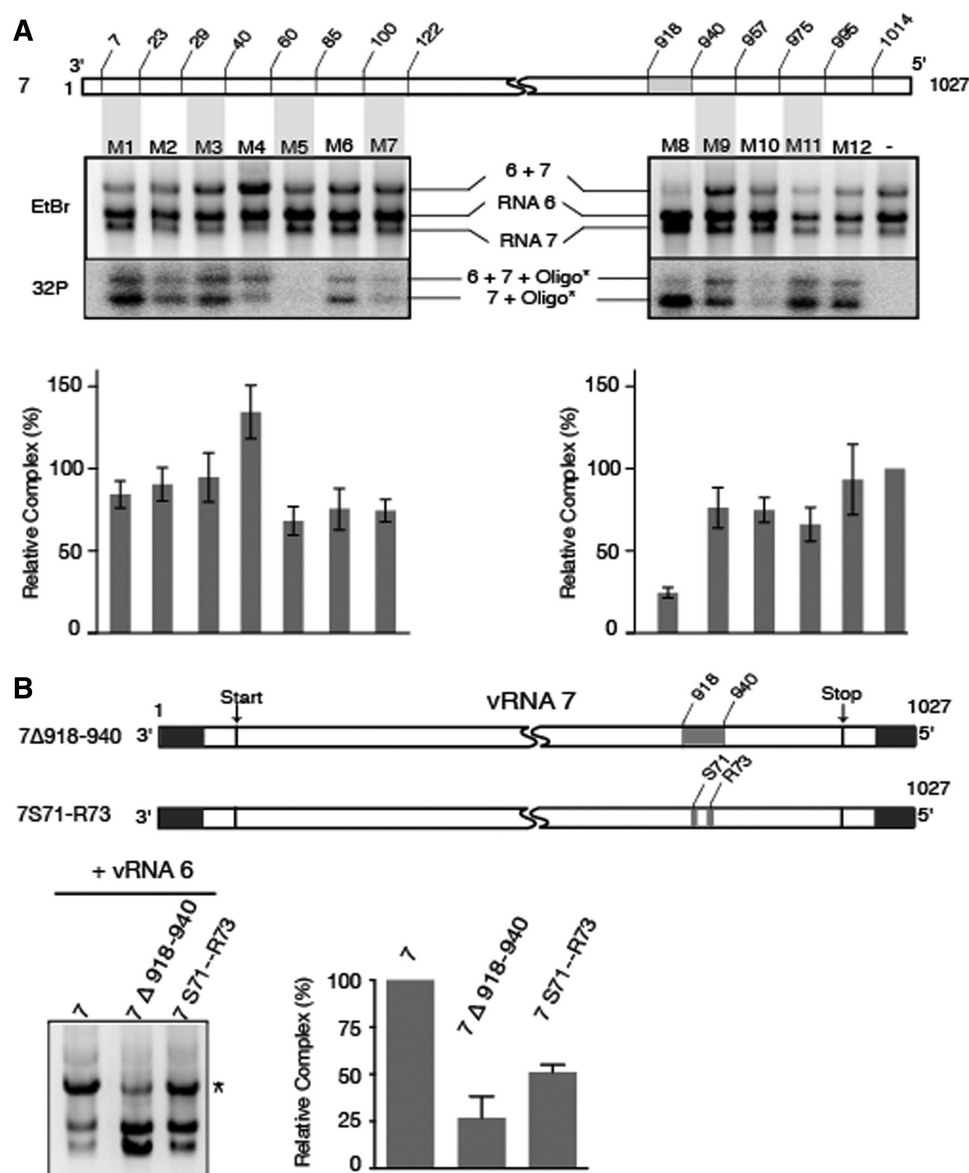 A
7 23 29 40 60 85 100 122 918 940 957 975 995 1014
3' 5'
7 1 1027
M1 M2 M3 M4 M5 M6 M7 M8 M9 M10 M11 M12 -
EtBr
6 + 7
RNA 6
RNA 7
32P
6 + 7 + Oligo*
7 + Oligo*
Relative Complex (%)
150
100
50
0
Relative Complex (%)
150
100
50
0
B
1 Start vRNA 7 918 940 Stop 1027
7Δ918-940 3' 5'
S71 R73
1027
7S71-R73 3' 5'
+ vRNA 6
7
7 Δ 918-940
7 S71---R73
*
7
7 Δ 918-940
7 S71---R73
Relative Complex (%)
100
75
50
25
0